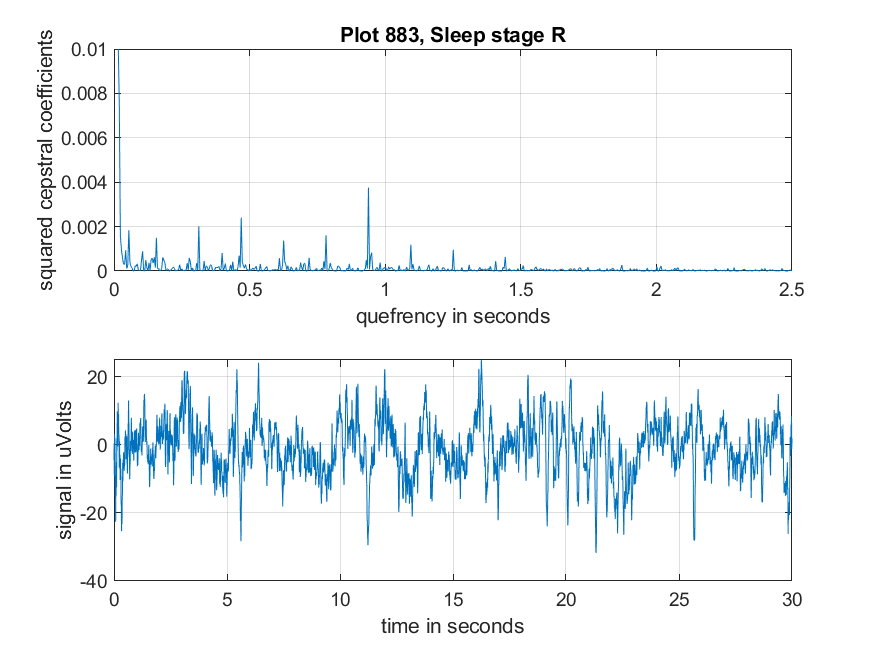 Plot 883, Sleep stage R
squared cepstral coefficients
0.01
0.008
0.006
0.004
0.002
0
0 0.5 1 1.5 2 2.5
quefrency in seconds
signal in uVolts
20
0
-20
-40
0 5 10 15 20 25 30
time in seconds